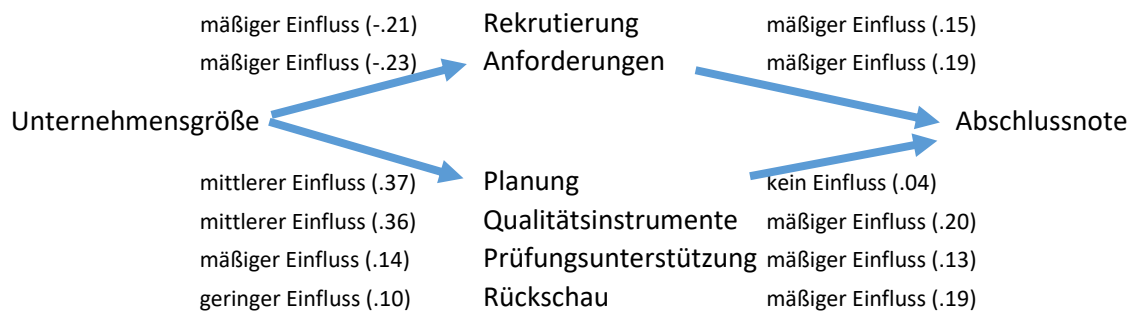 mäßiger Einfluss (-.21) Rekrutierung mäßiger Einfluss (.15)
mäßiger Einfluss (-.23) Anforderungen mäßiger Einfluss (.19)
Unternehmensgröße Abschlussnote
mittlerer Einfluss (.37) Planung kein Einfluss (.04)
mittlerer Einfluss (.36) Qualitätsinstrumente mäßiger Einfluss (.20)
mäßiger Einfluss (.14) Prüfungsunterstützung mäßiger Einfluss (.13)
geringer Einfluss (.10) Rückschau mäßiger Einfluss (.19)